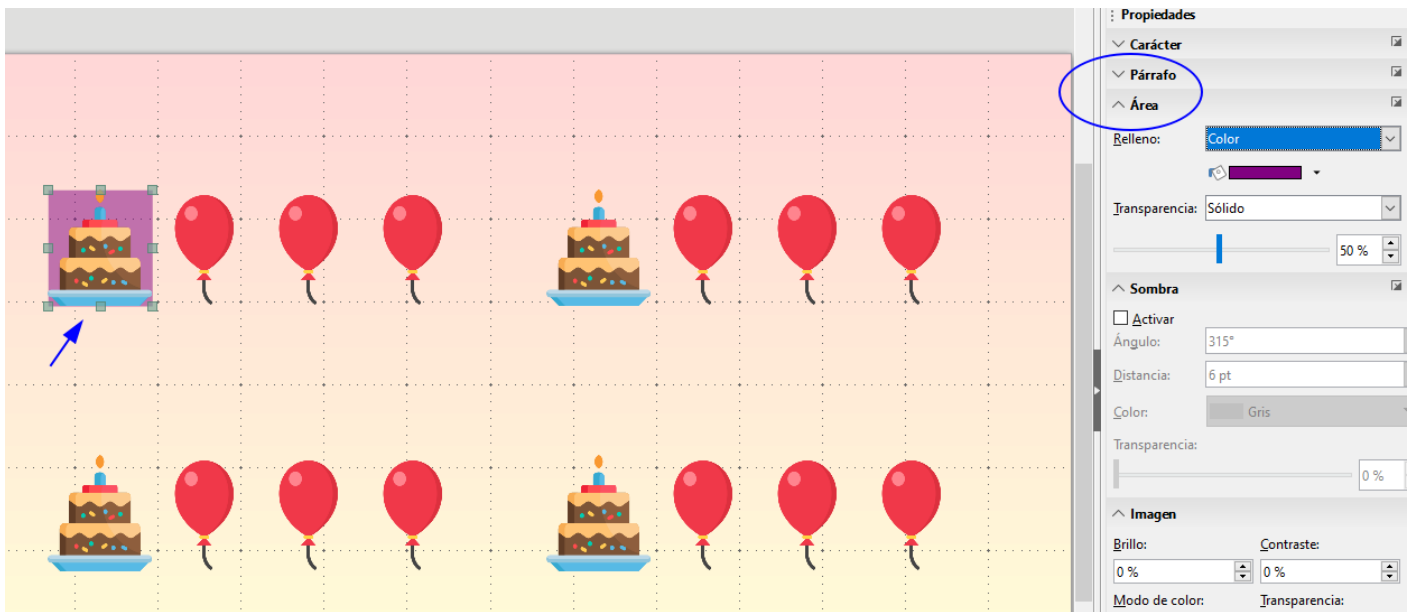 Propiedades
Carácter
Párrafo
Área
Relleno: Color
Transparencia: Sólido
50 %
Sombra
Activar
Ángulo: 315°
Distancia: 6 pt
Color: Gris
Transparencia:
0 %
Imagen
Brillo: Contraste:
0 % 0 %
Modo de color: Transparencia: